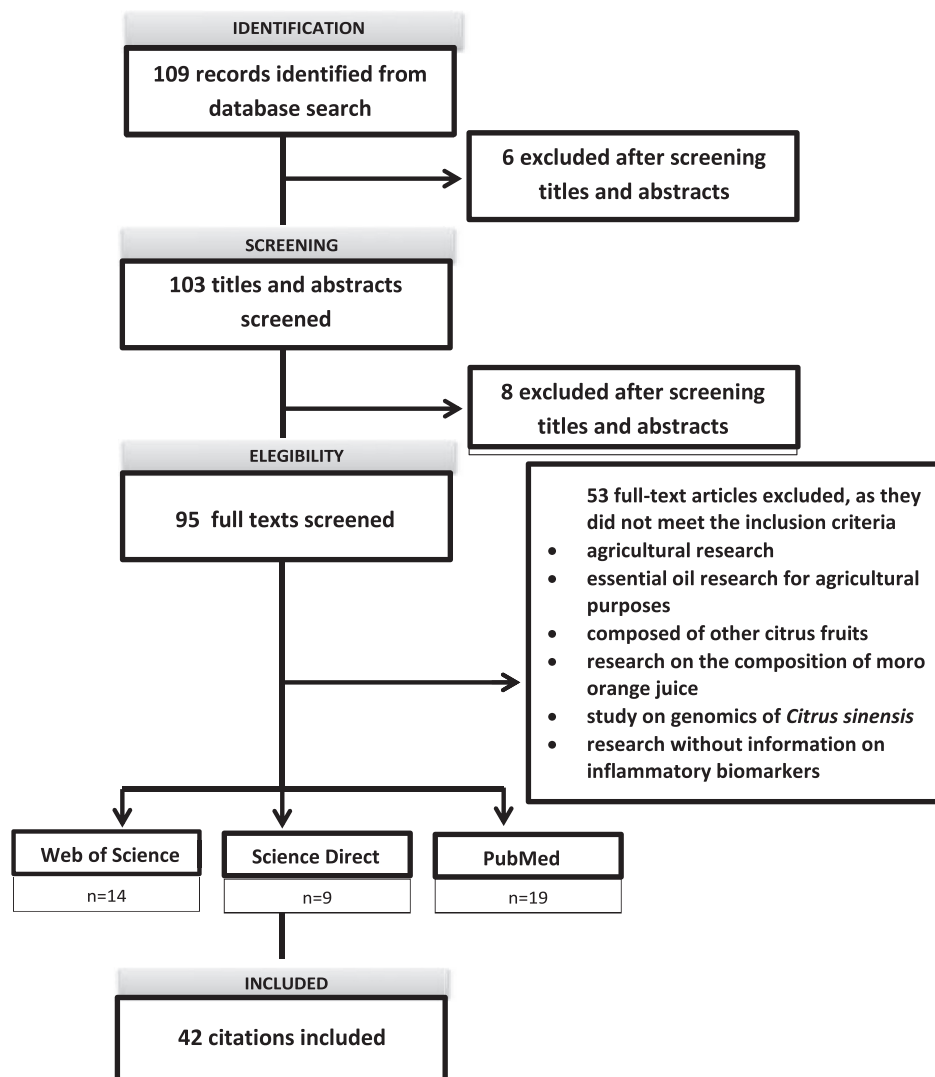 IDENTIFICATION
109 records identified from
database search
6 excluded after screening
titles and abstracts
SCREENING
103 titles and abstracts
screened
8 excluded after screening
titles and abstracts
ELEGIBILITY
95 full texts screened
53 full-text articles excluded, as they
did not meet the inclusion criteria
• agricultural research
• essential oil research for agricultural
purposes
• composed of other citrus fruits
• research on the composition of moro
orange juice
• study on genomics of Citrus sinensis
• research without information on
inflammatory biomarkers
Web of Science
n=14
Science Direct
n=9
PubMed
n=19
INCLUDED
42 citations included